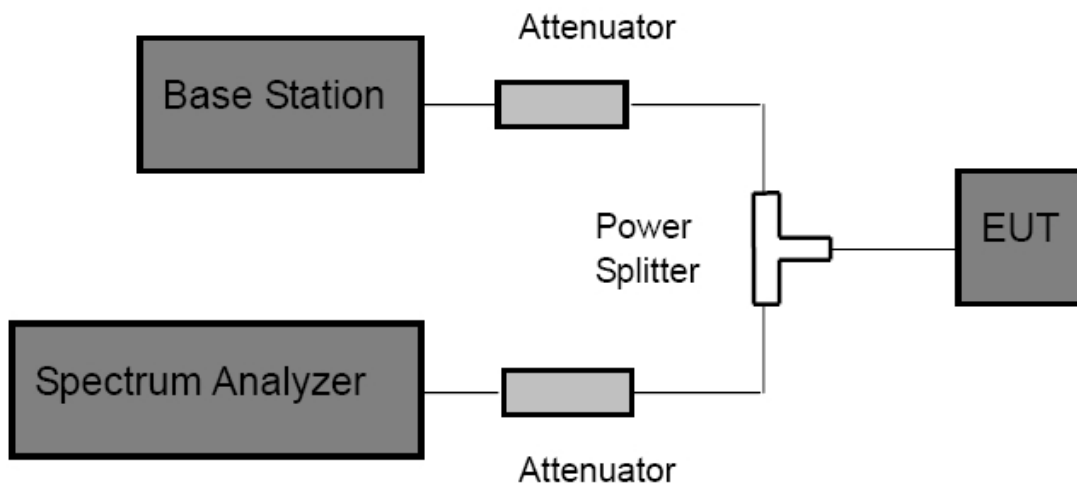 Attenuator
Base Station
Power
Splitter
EUT
Spectrum Analyzer
Attenuator